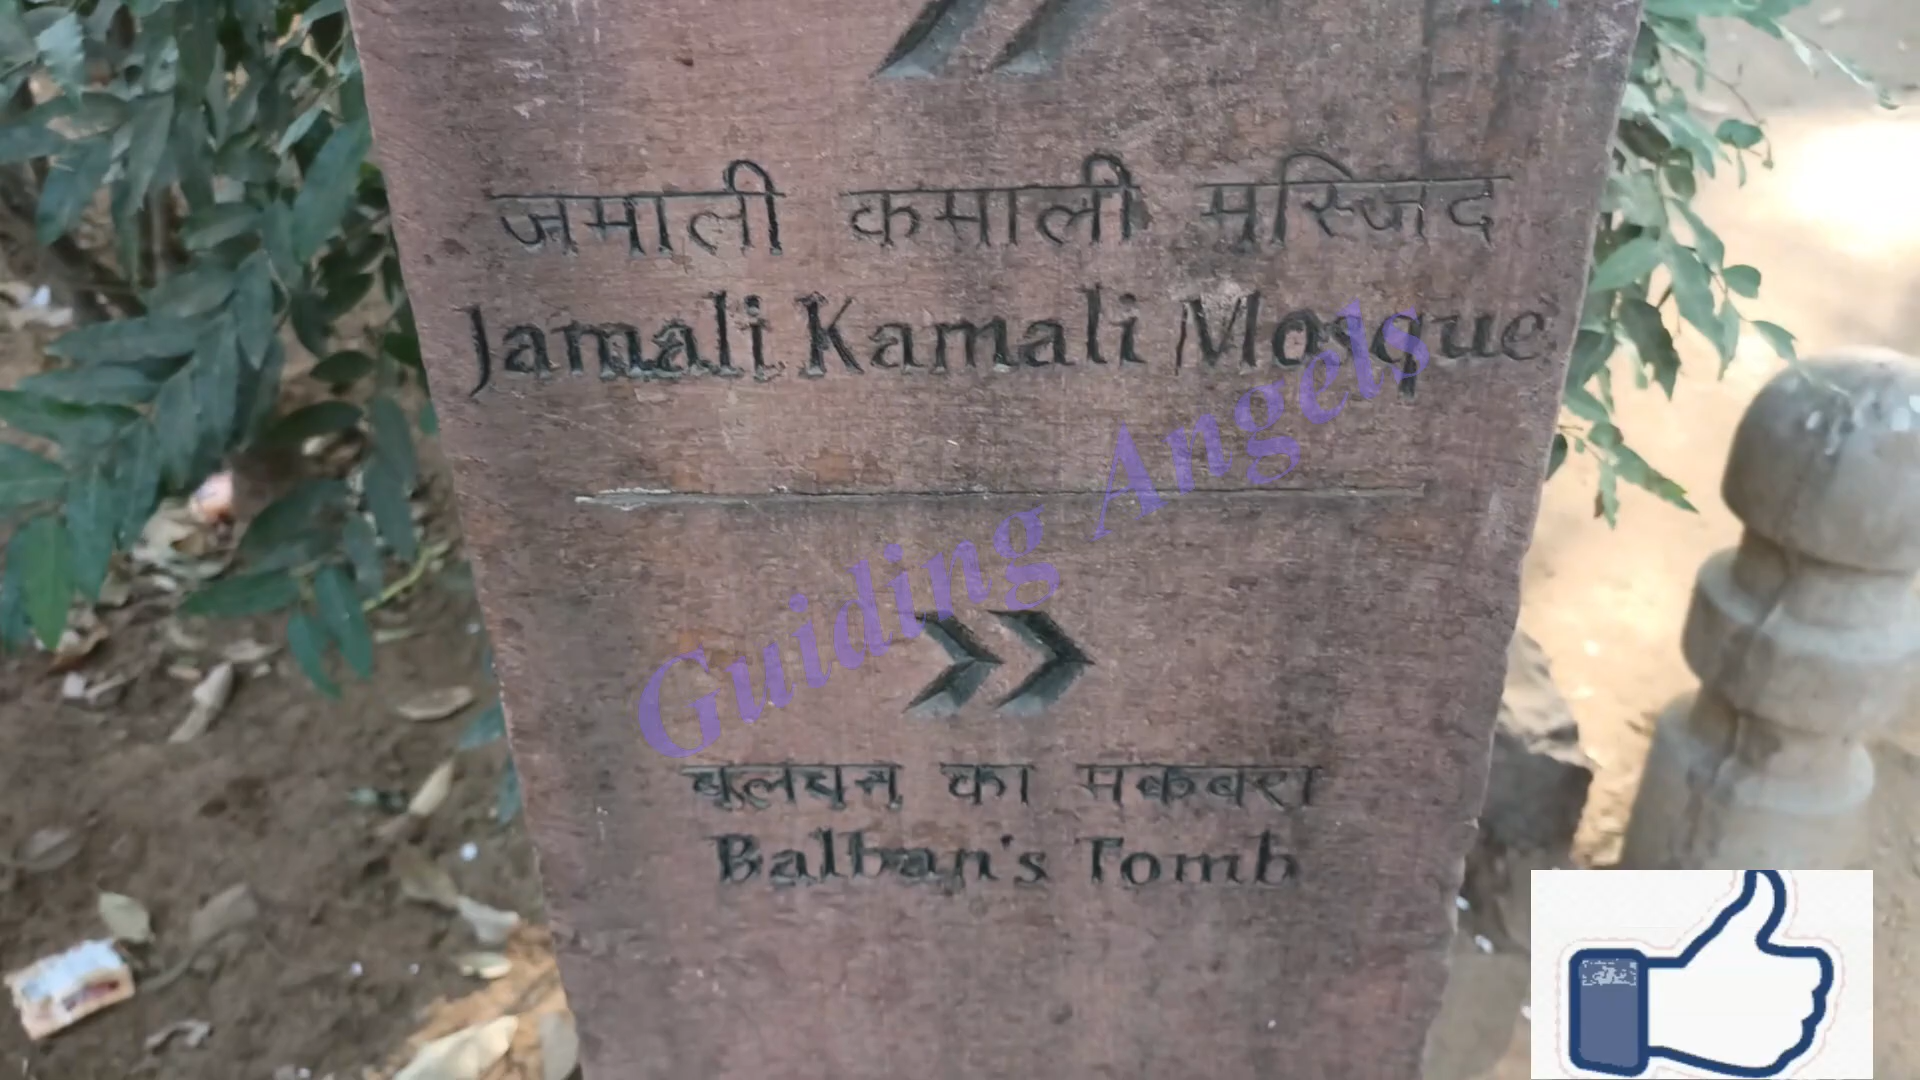 जमाली कमाली मस्जिद
Jamali Kamali Mosque
Guiding Angels
बलबन का मकबरा
Balban's Tomb